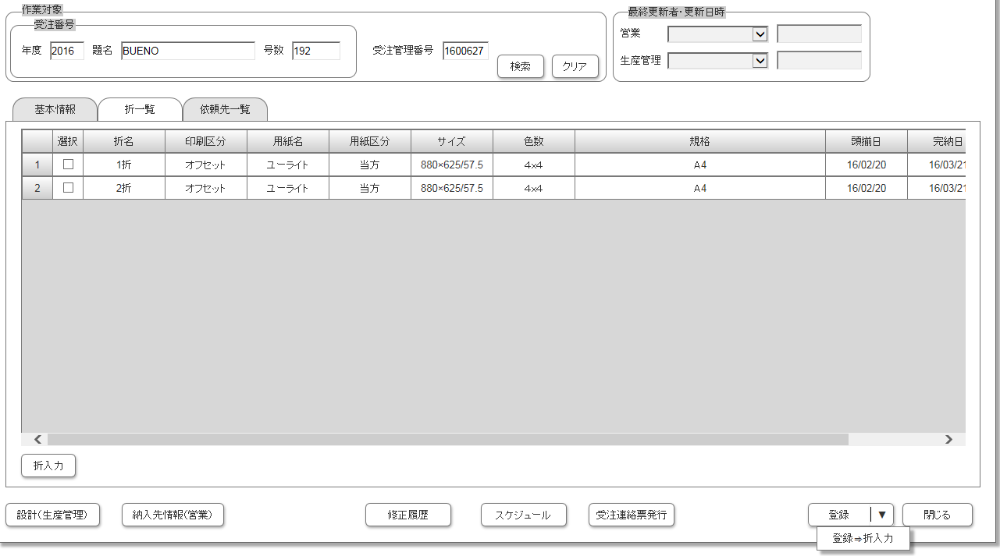 作業対象
受注番号
年度 2016 題名 BUENO 号数 192 受注管理番号 1600627
検索 クリア
最終更新者・更新日時
営業
生産管理
基本情報 折一覧 依頼先一覧
選択 折名 印刷区分 用紙名 用紙区分 サイズ 色数 規格 頭揃日 完納日
1 1折 オフセット ユーライト 当方 880×625/57.5 4×4 A4 16/02/20 16/03/21
2 2折 オフセット ユーライト 当方 880×625/57.5 4×4 A4 16/02/20 16/03/21
折入力
設計(生産管理) 納入先情報(営業) 修正履歴 スケジュール 受注連絡票発行 登録 ▼ 閉じる
登録⇒折入力